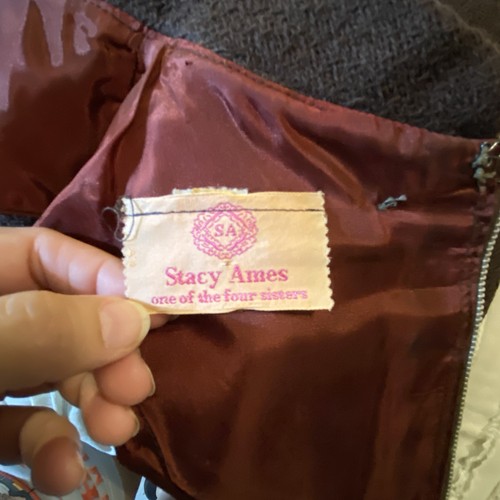 SA
Stacy Ames
one of the four sisters